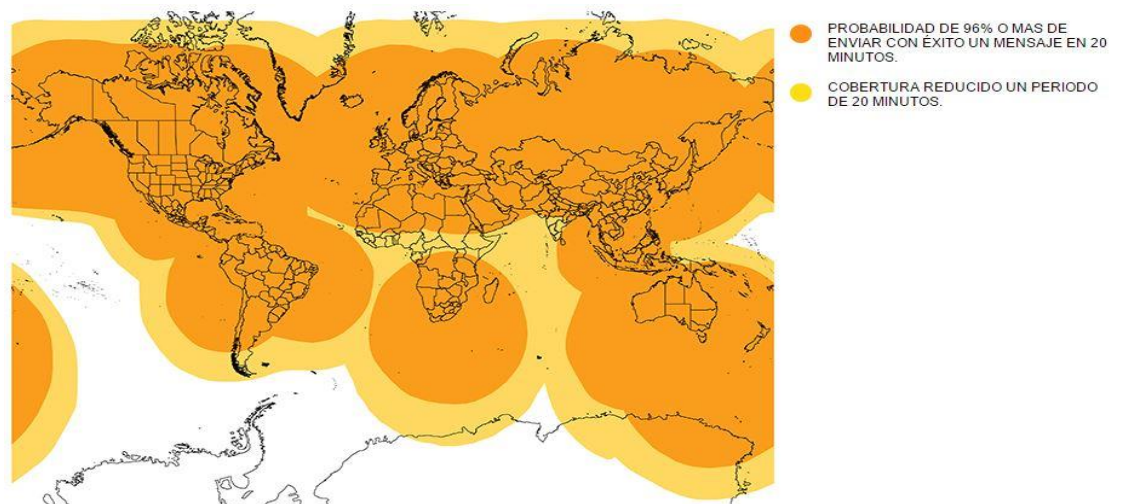 PROBABILIDAD DE 96% O MAS DE
ENVIAR CON ÉXITO UN MENSAJE EN 20
MINUTOS.
COBERTURA REDUCIDO UN PERIODO
DE 20 MINUTOS.